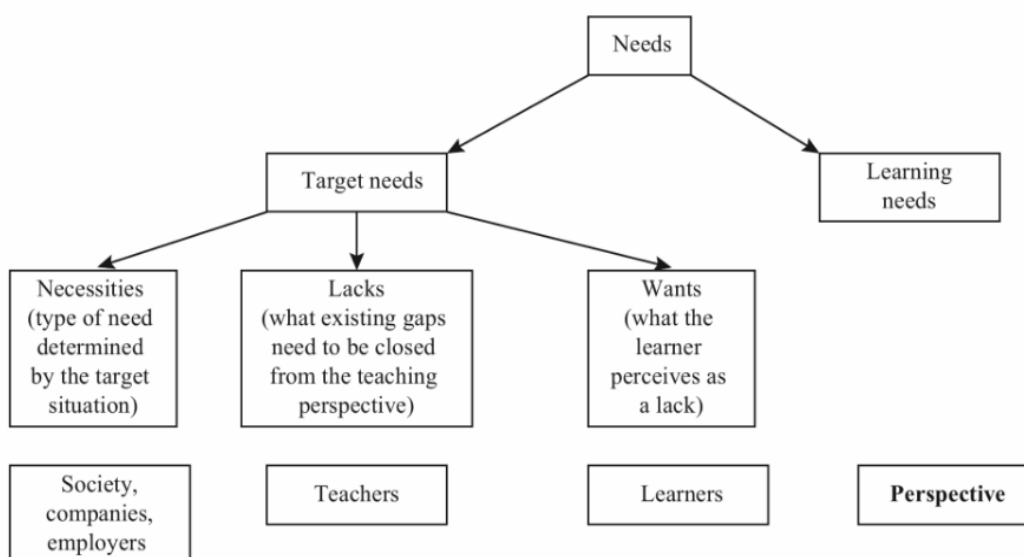 Needs
Target needs
Learning
needs
Necessities
(type of need
determined
by the target
situation)
Lacks
(what existing gaps
need to be closed
from the teaching
perspective)
Wants
(what the
learner
perceives as
a lack)
Society,
companies,
employers
Teachers
Learners
Perspective